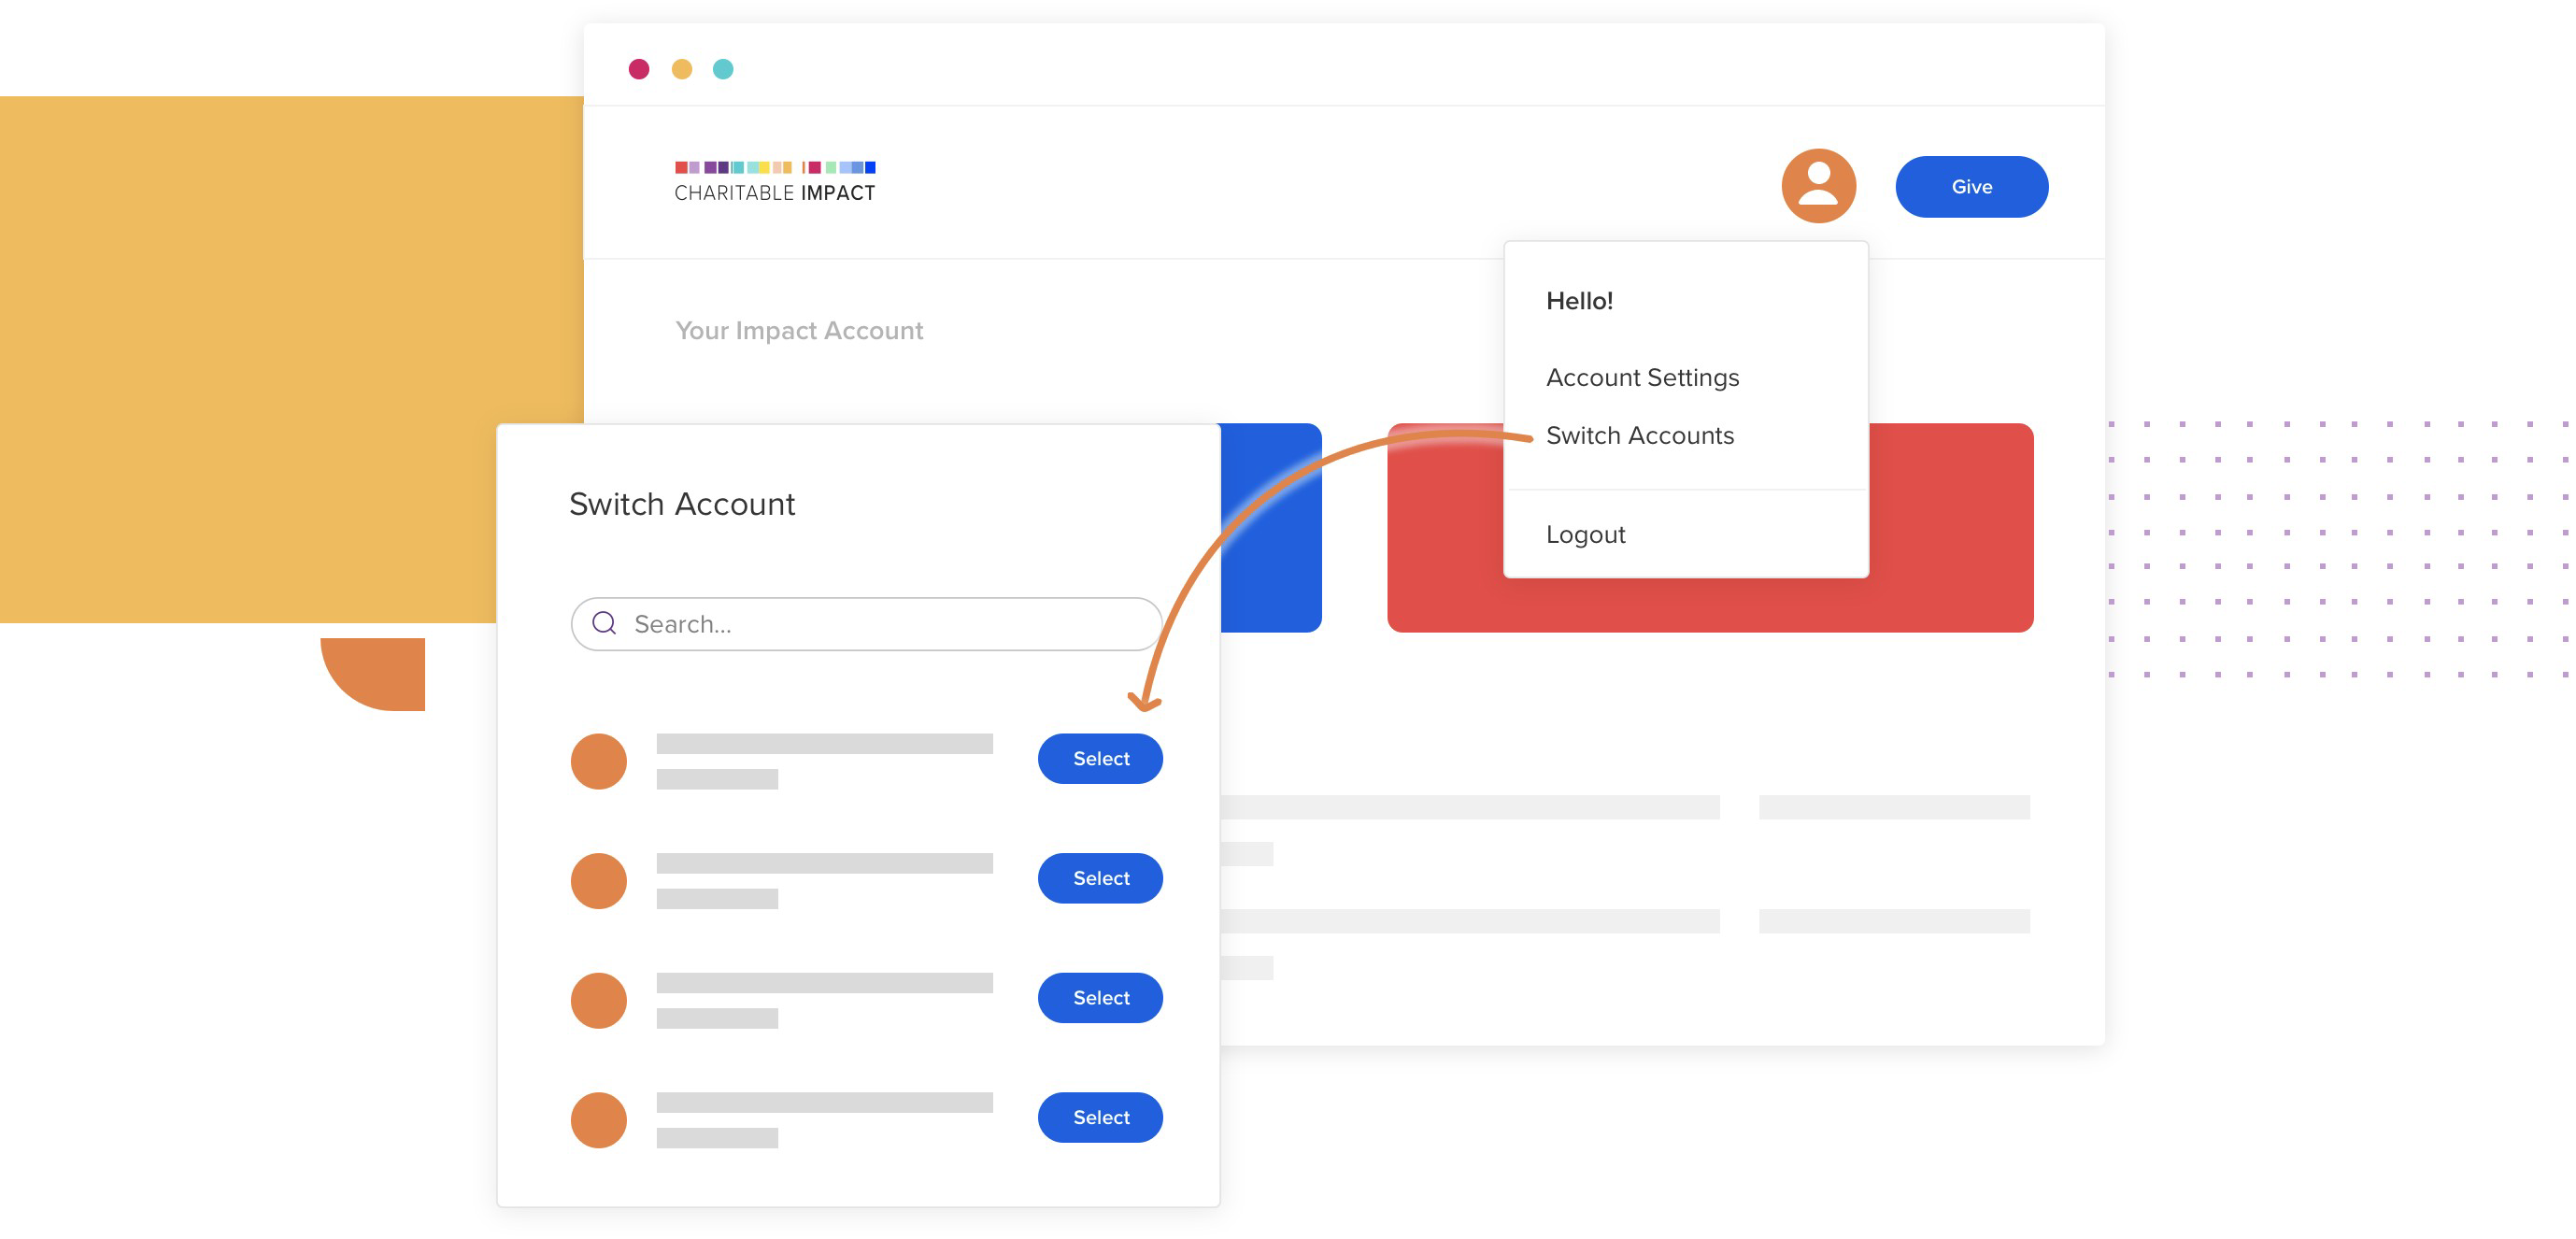 CHARITABLE IMPACT
Give
Hello!
Your Impact Account
Account Settings
Switch Accounts
Logout
Switch Account
Search...
Select
Select
Select
Select